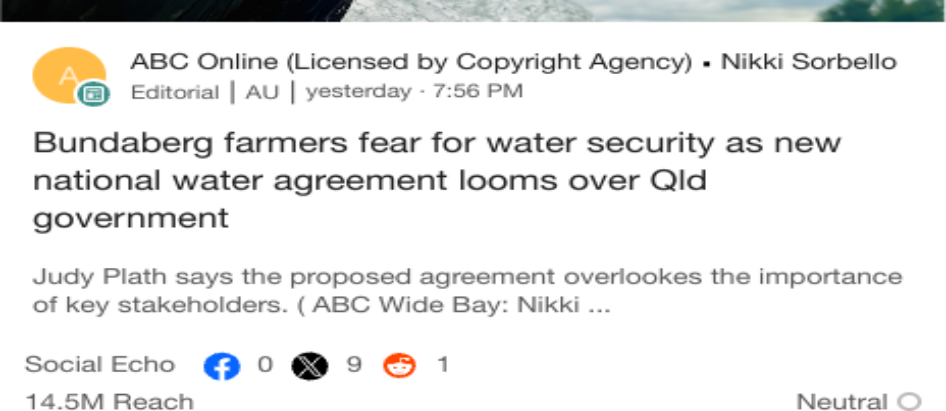 A
ABC Online (Licensed by Copyright Agency) • Nikki Sorbello
Editorial | AU | yesterday · 7:56 PM
Bundaberg farmers fear for water security as new
national water agreement looms over Qld
government
Judy Plath says the proposed agreement overlookes the importance
of key stakeholders. ( ABC Wide Bay: Nikki ...
Social Echo 0 9 1
14.5M Reach Neutral